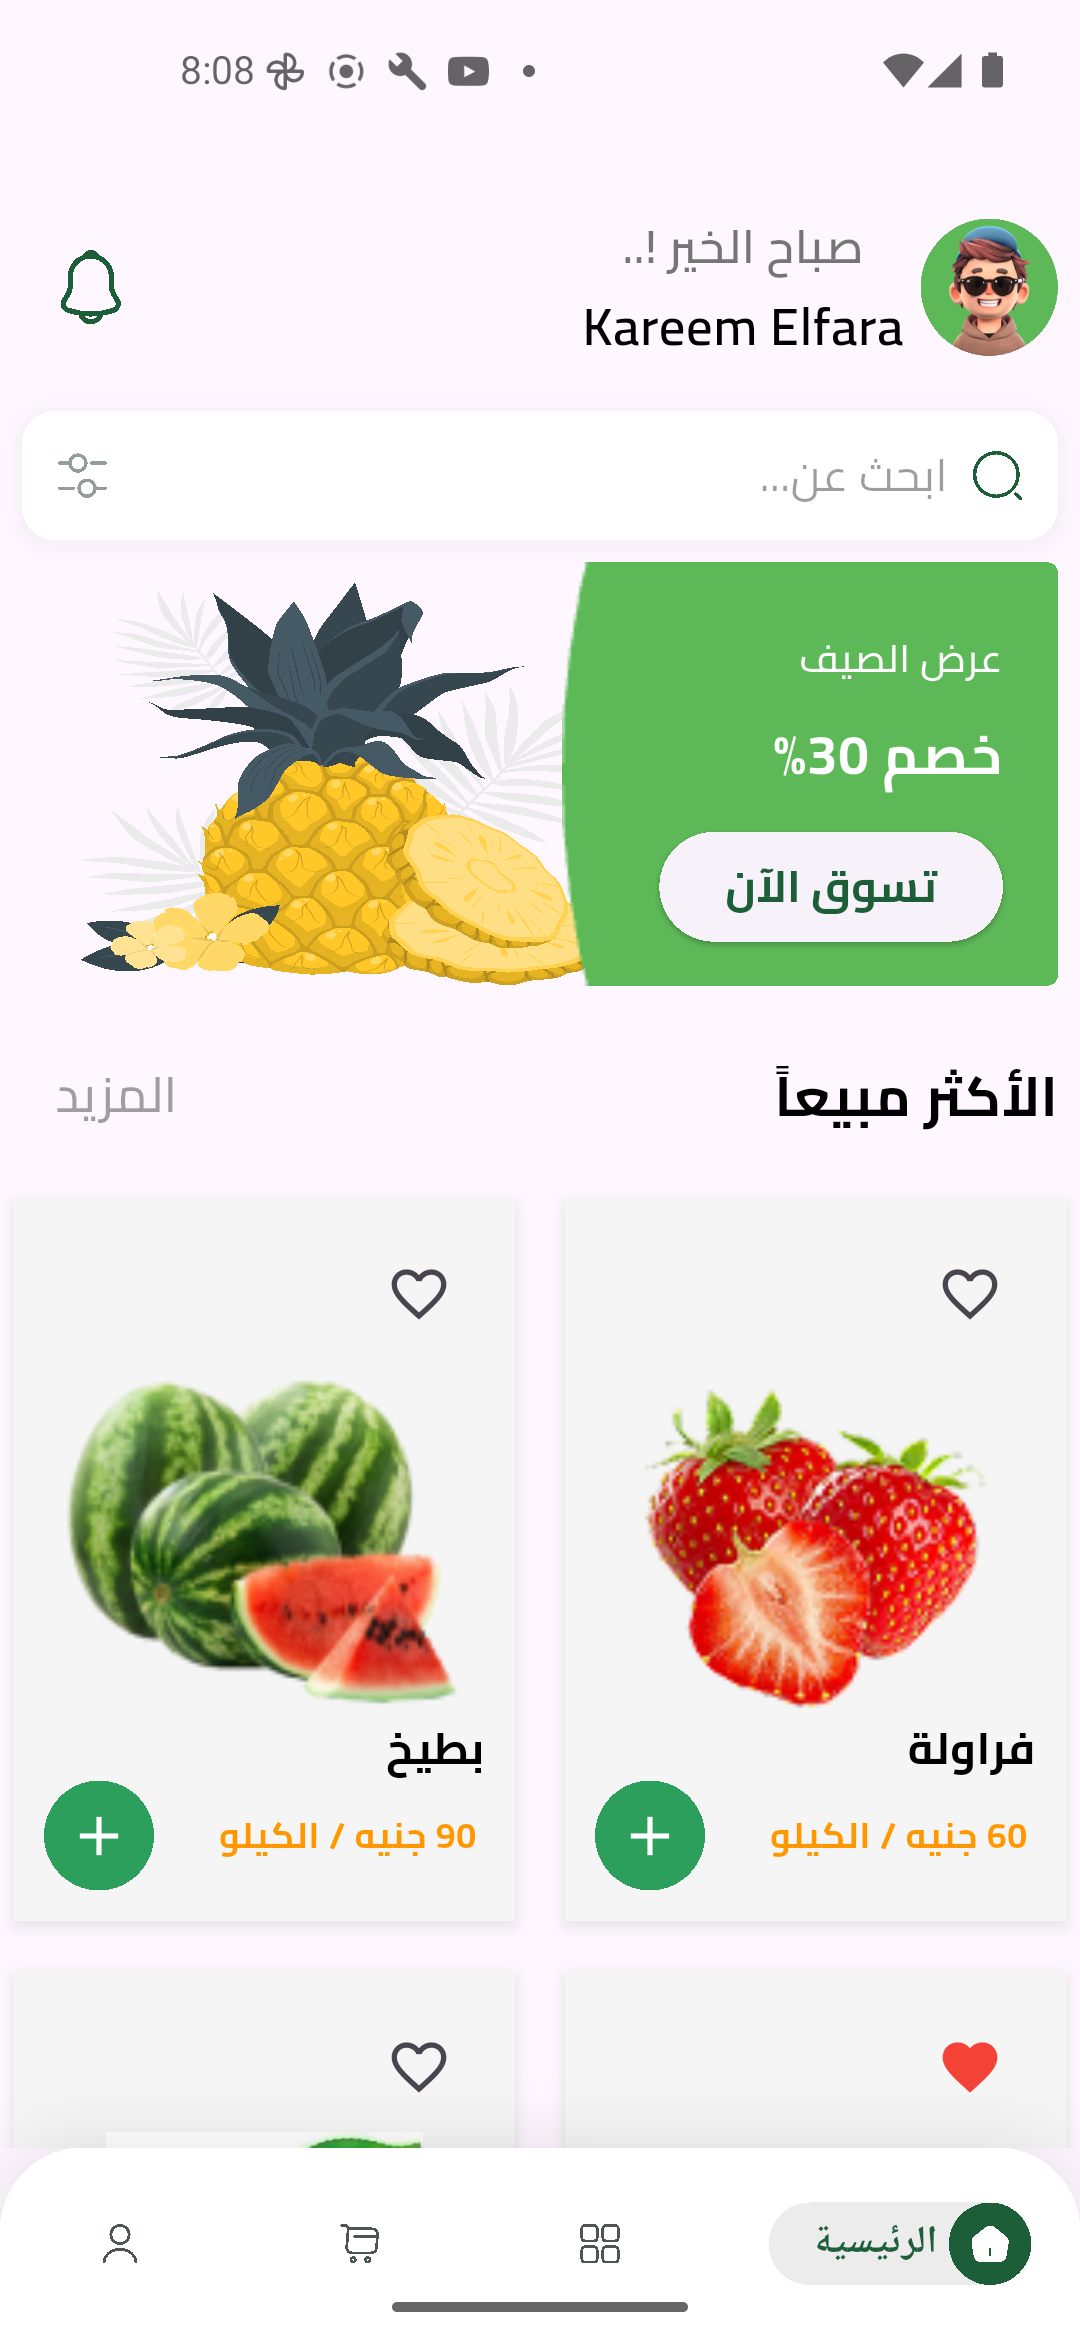 8:08
صباح الخير !..
Kareem Elfara
ابحث عن...
عرض الصيف
خصم 30%
تسوق الآن
الأكثر مبيعاً
المزيد
فراولة
60 جنيه / الكيلو
بطيخ
90 جنيه / الكيلو
الرئيسية